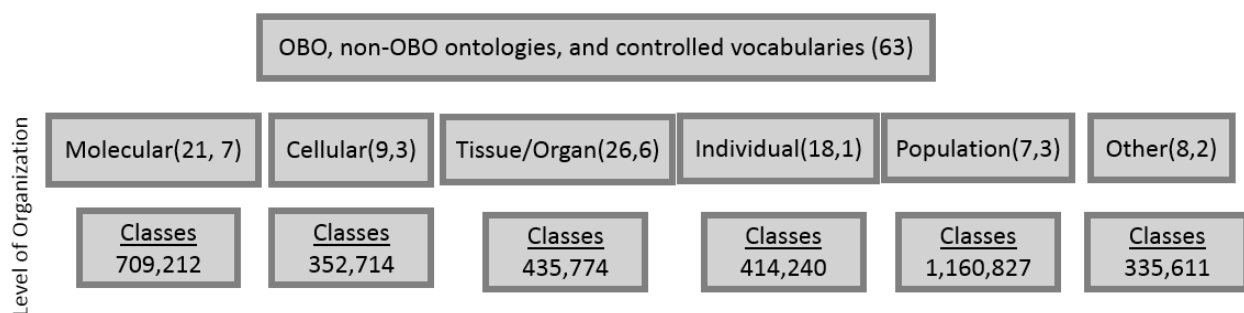 OBO, non-OBO ontologies, and controlled vocabularies (63)
Level of Organization
Molecular(21, 7)
Cellular(9,3)
Tissue/Organ(26,6)
Individual(18,1)
Population(7,3)
Other(8,2)
Classes
709,212
Classes
352,714
Classes
435,774
Classes
414,240
Classes
1,160,827
Classes
335,611